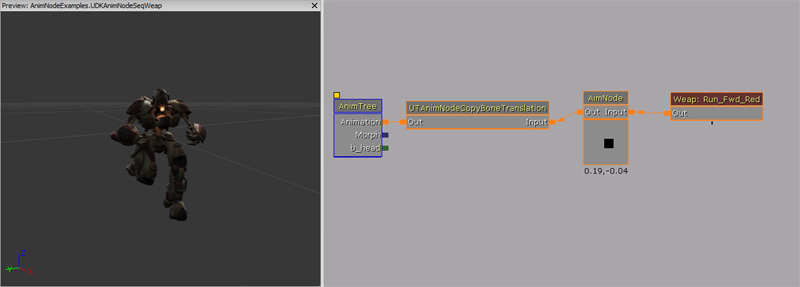 Preview: AnimNodeExamples.UDKAnimNodeSeqWeap
AnimTree
Animation
Morph
b_head
UTAnimNodeCopyBoneTranslation
Out Input
AimNode
Out Input
0.19,-0.04
Weap: Run_Fwd_Red
Out
Z
Y
X